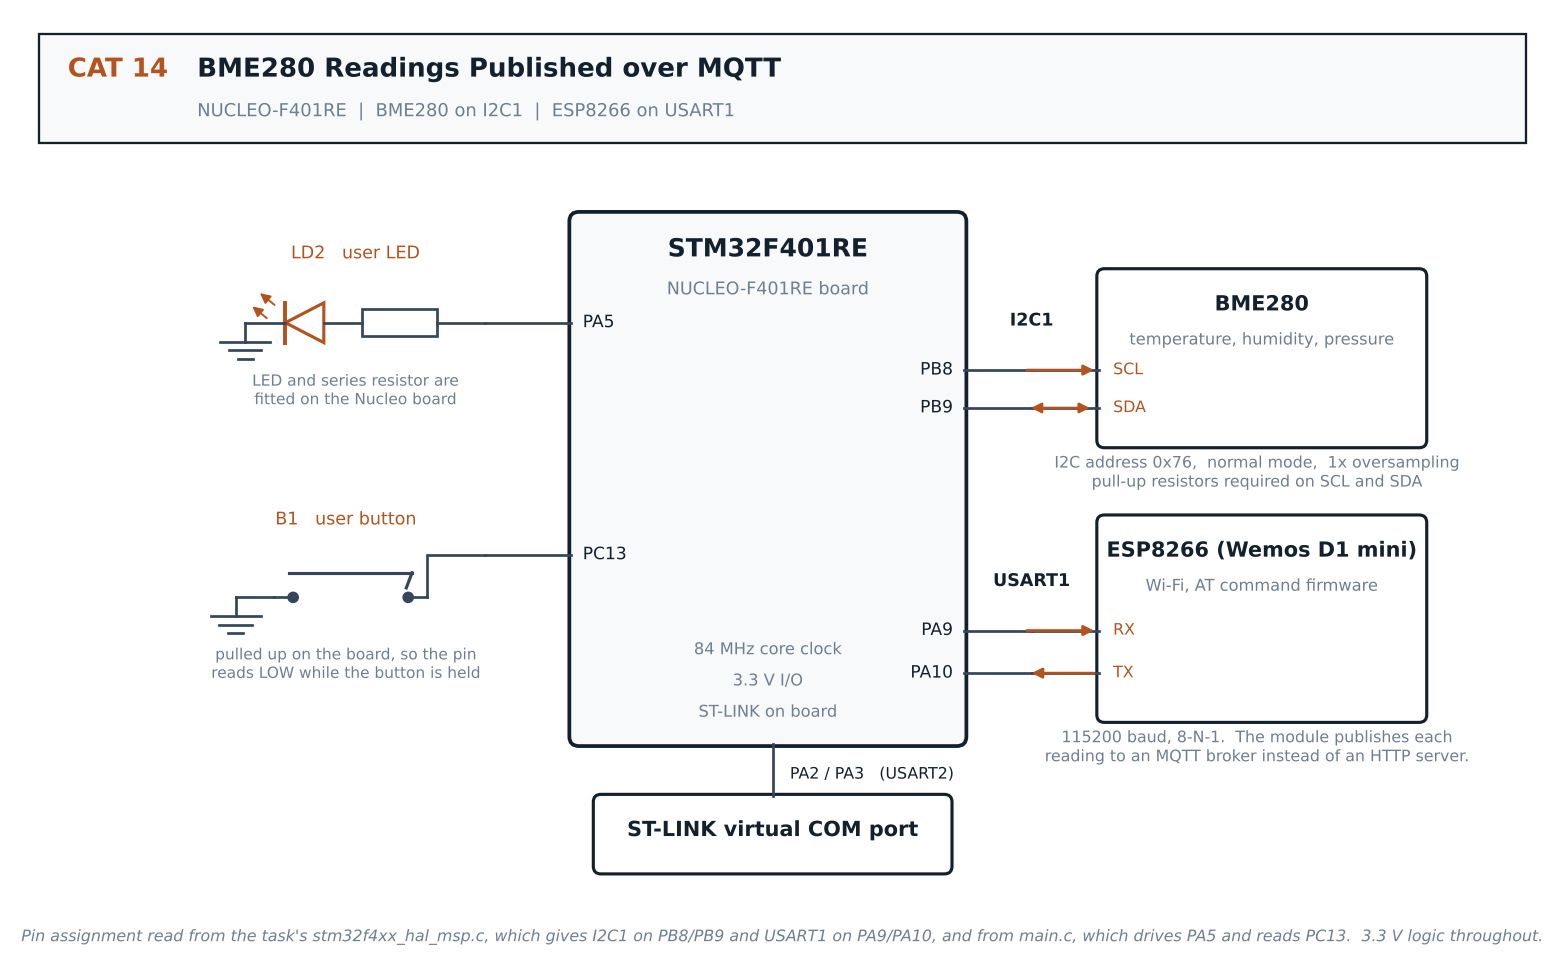 CAT 14 BME280 Readings Published over MQTT
NUCLEO-F401RE | BME280 on I2C1 | ESP8266 on USART1
LD2 user LED
LED and series resistor are
fitted on the Nucleo board
B1 user button
pulled up on the board, so the pin
reads LOW while the button is held
STM32F401RE
NUCLEO-F401RE board
PA5
PB8
PB9
PC13
PA9
PA10
84 MHz core clock
3.3 V I/O
ST-LINK on board
I2C1
BME280
temperature, humidity, pressure
SCL
SDA
I2C address 0x76, normal mode, 1x oversampling
pull-up resistors required on SCL and SDA
USART1
ESP8266 (Wemos D1 mini)
Wi-Fi, AT command firmware
RX
TX
115200 baud, 8-N-1. The module publishes each
reading to an MQTT broker instead of an HTTP server.
PA2 / PA3 (USART2)
ST-LINK virtual COM port
Pin assignment read from the task's stm32f4xx_hal_msp.c, which gives I2C1 on PB8/PB9 and USART1 on PA9/PA10, and from main.c, which drives PA5 and reads PC13. 3.3 V logic throughout.